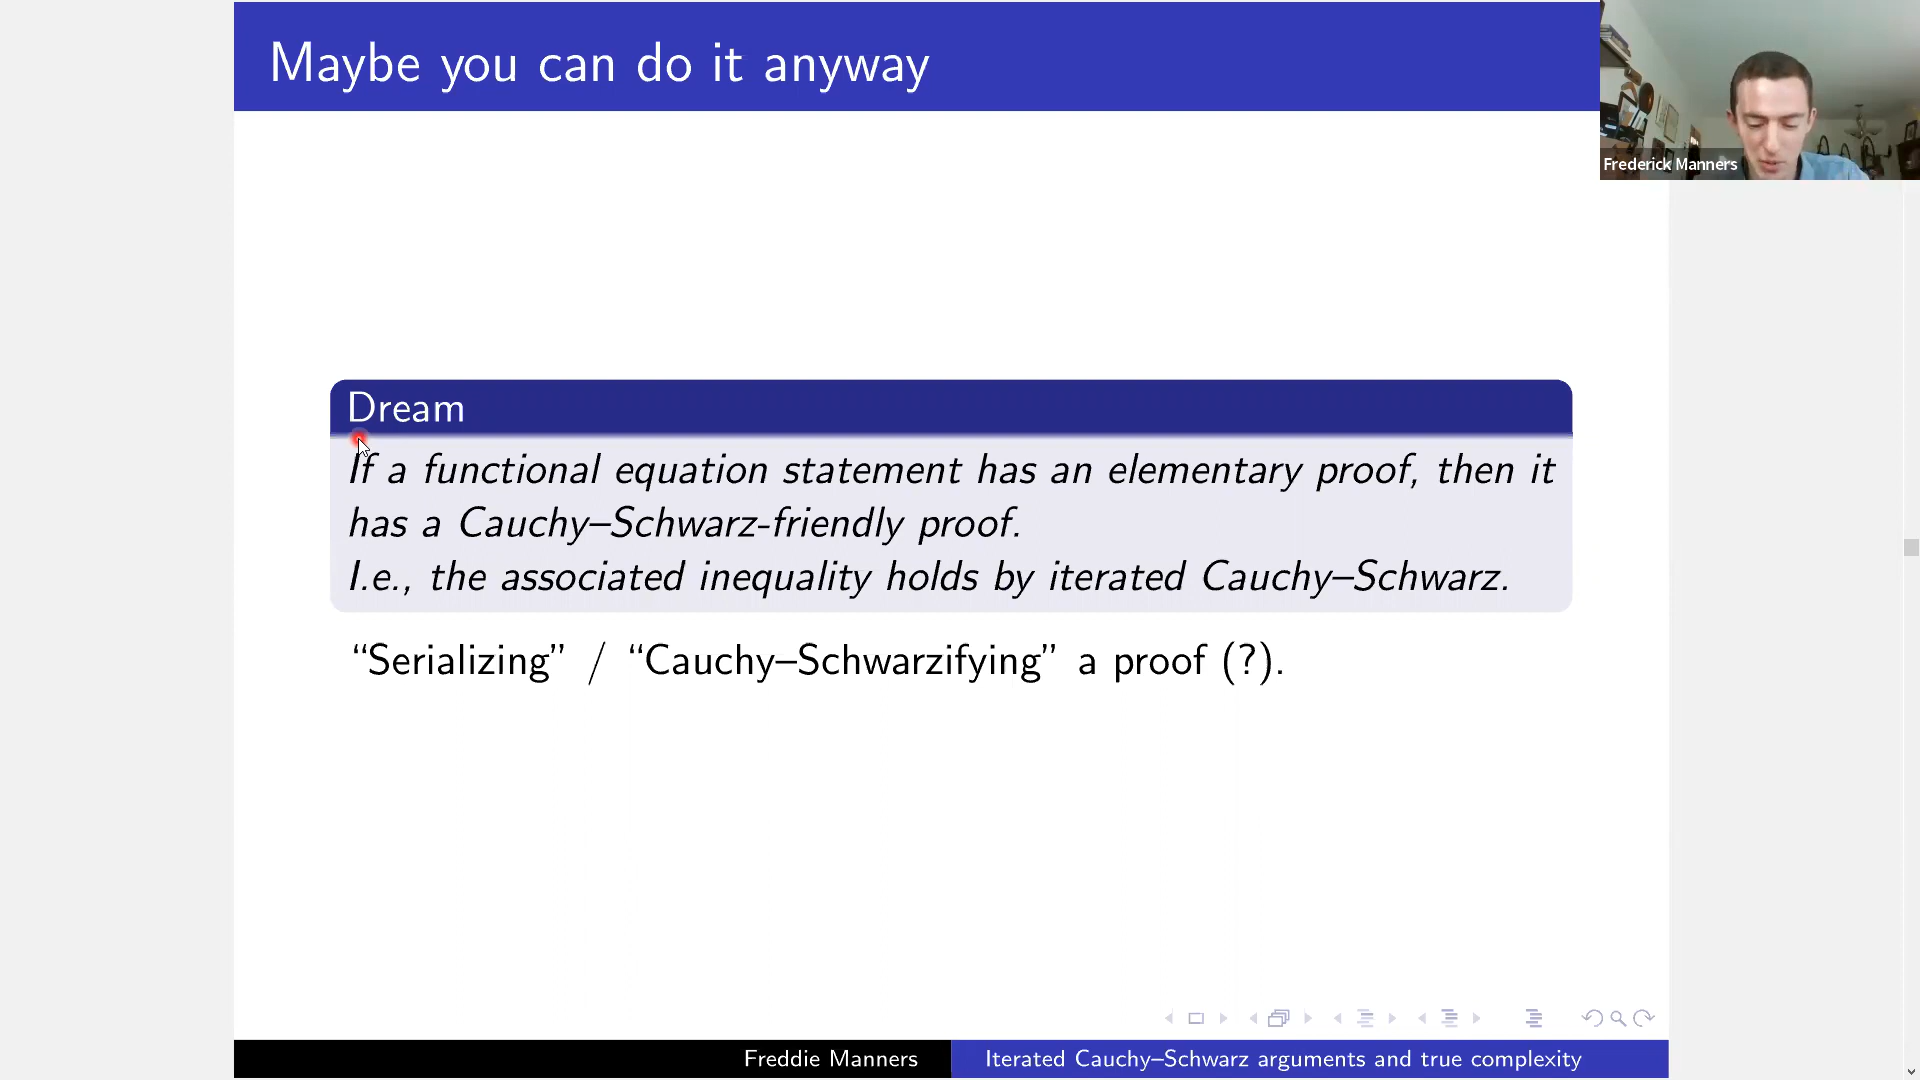 Maybe you can do it anyway
Frederick Manners
Dream
If a functional equation statement has an elementary proof, then it
has a Cauchy–Schwarz-friendly proof.
I.e., the associated inequality holds by iterated Cauchy–Schwarz.
“Serializing” / “Cauchy–Schwarzifying” a proof (?).
Freddie Manners
Iterated Cauchy–Schwarz arguments and true complexity